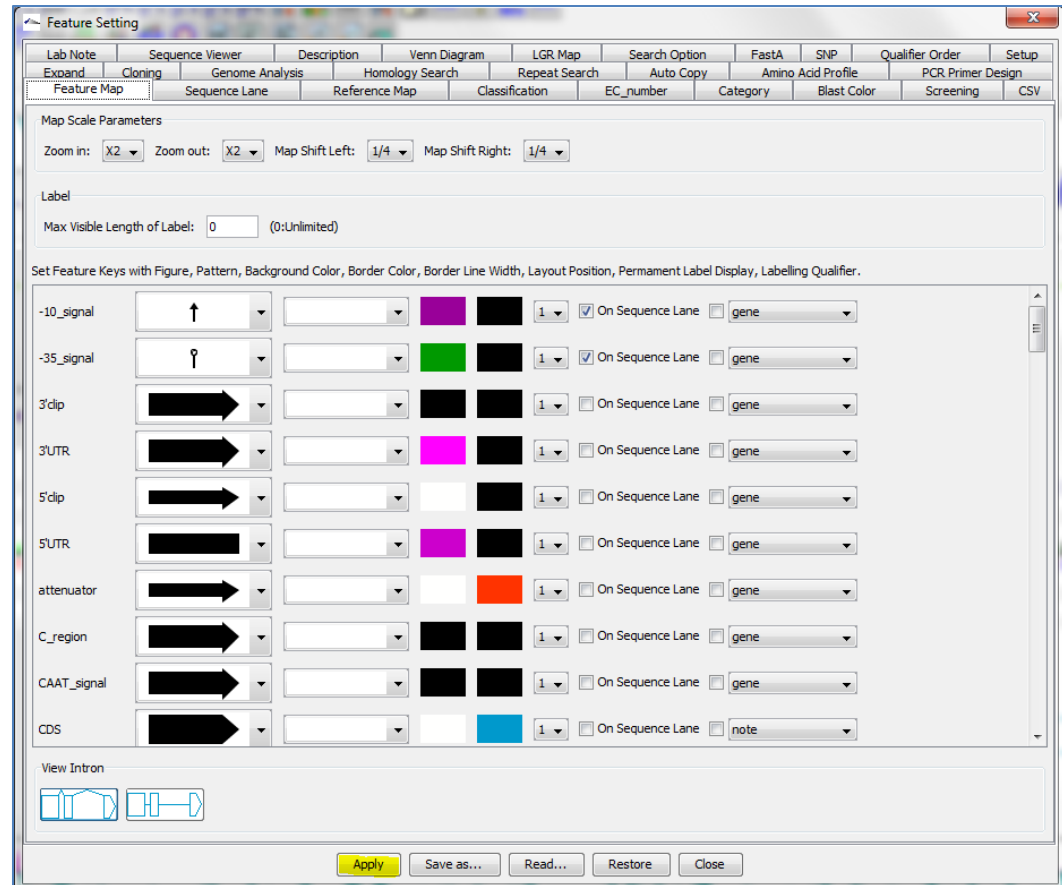 Feature Setting
Lab Note Sequence Viewer Description Venn Diagram LGR Map Search Option FastA SNP Qualifier Order Setup
Expand Cloning Genome Analysis Homology Search Repeat Search Auto Copy Amino Acid Profile PCR Primer Design
Feature Map Sequence Lane Reference Map Classification EC_number Category Blast Color Screening CSV
Map Scale Parameters
Zoom in: X2 Zoom out: X2 Map Shift Left: 1/4 Map Shift Right: 1/4
Label
Max Visible Length of Label: 0 (0:Unlimited)
Set Feature Keys with Figure, Pattern, Background Color, Border Color, Border Line Width, Layout Position, Permament Label Display, Labelling Qualifier.
-10_signal 1 On Sequence Lane gene
-35_signal 1 On Sequence Lane gene
3'clip 1 On Sequence Lane gene
3'UTR 1 On Sequence Lane gene
5'clip 1 On Sequence Lane gene
5'UTR 1 On Sequence Lane gene
attenuator 1 On Sequence Lane gene
C_region 1 On Sequence Lane gene
CAAT_signal 1 On Sequence Lane gene
CDS 1 On Sequence Lane note
View Intron
Apply Save as... Read... Restore Close